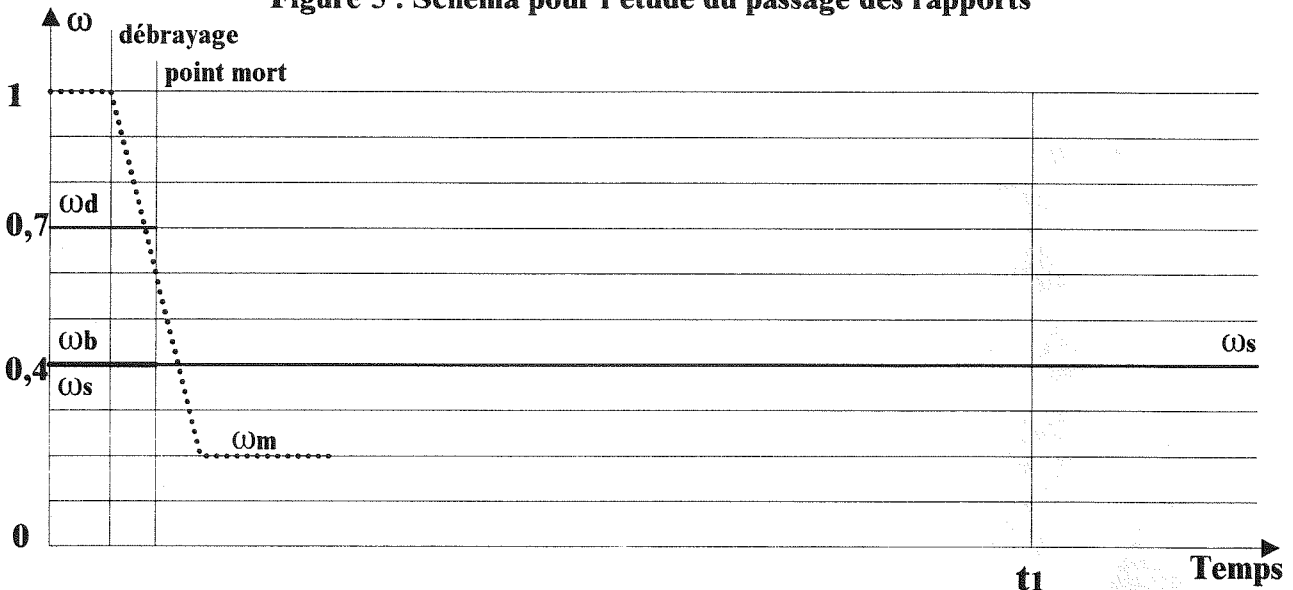 Figure 5 : Schéma pour l'étude du passage des rapports
ω
débrayage
point mort
1
ωd
0,7
ωb
ωs
0,4
ωs
ωm
0
t1
Temps